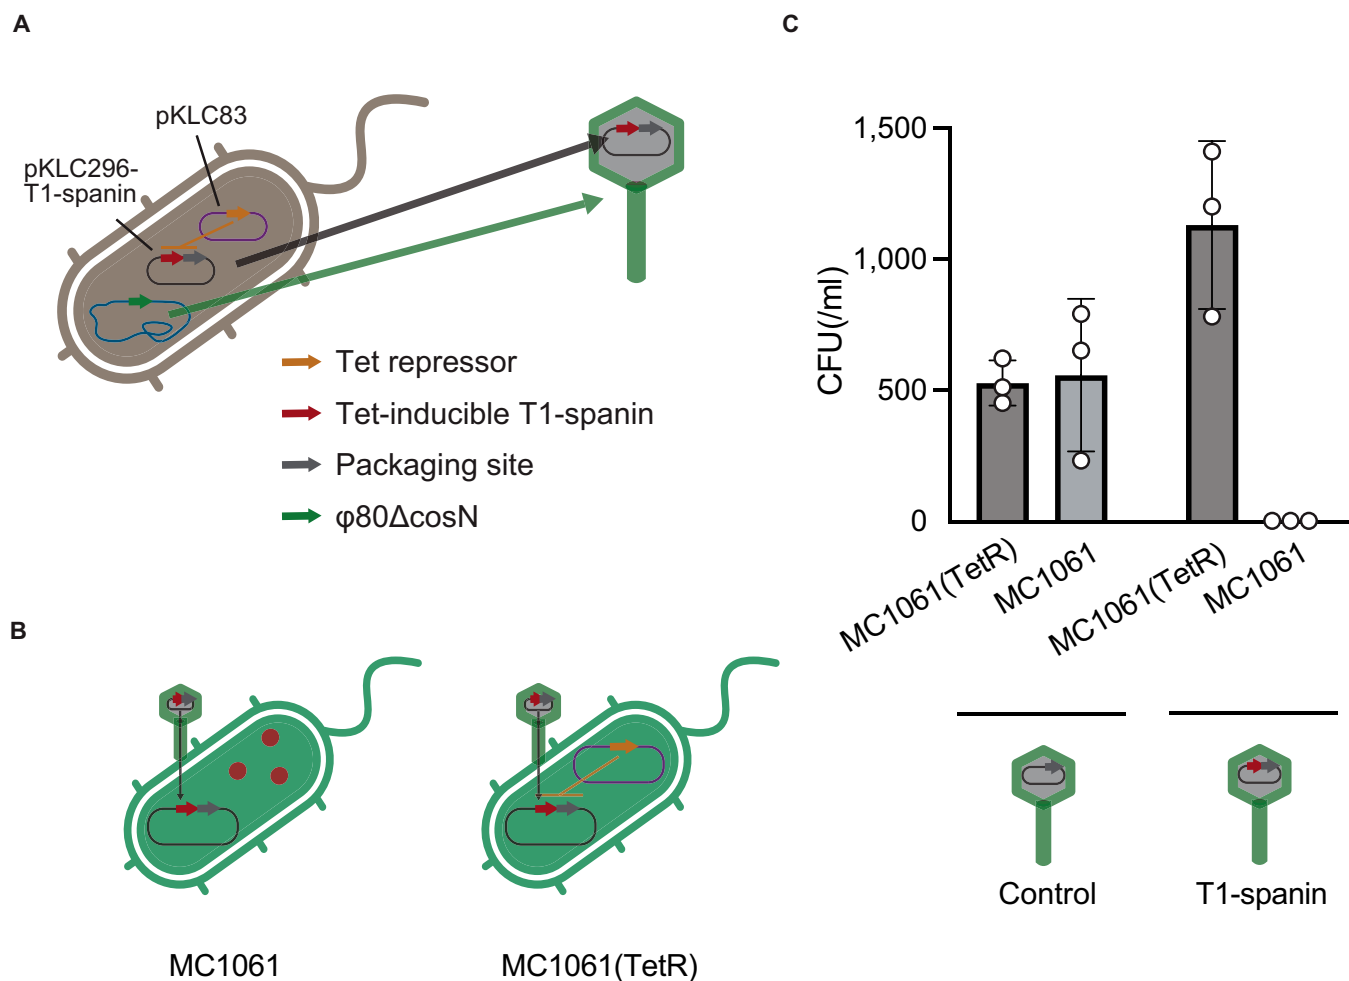 A
pKLC83
pKLC296-
T1-spanin
Tet repressor
Tet-inducible T1-spanin
Packaging site
φ80ΔcosN
B
MC1061
MC1061(TetR)
C
CFU(/ml)
1,500
1,000
500
0
MC1061(TetR)
MC1061
MC1061(TetR)
MC1061
Control
T1-spanin